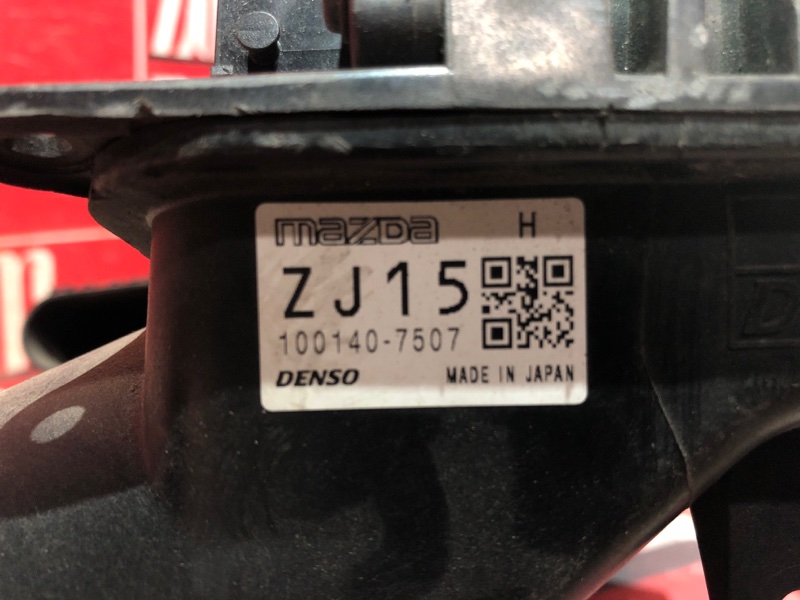 mazda H
ZJ15
100140-7507
DENSO MADE IN JAPAN